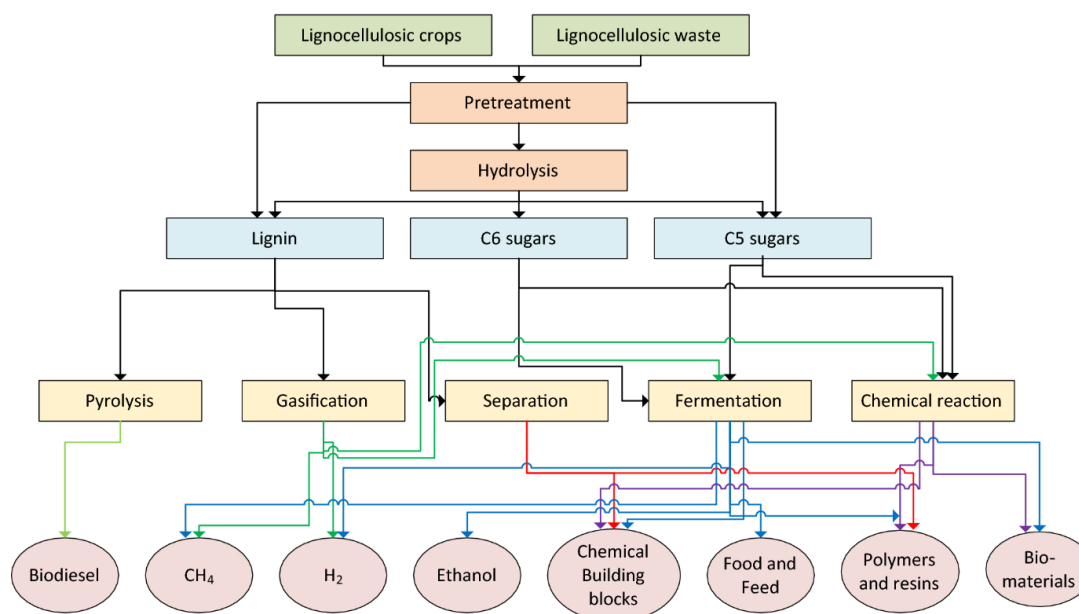 Lignocellulosic crops
Lignocellulosic waste
Pretreatment
Hydrolysis
Lignin
C6 sugars
C5 sugars
Pyrolysis
Gasification
Separation
Fermentation
Chemical reaction
Biodiesel
CH₄
H₂
Ethanol
Chemical
Building
blocks
Food and
Feed
Polymers
and resins
Bio-
materials